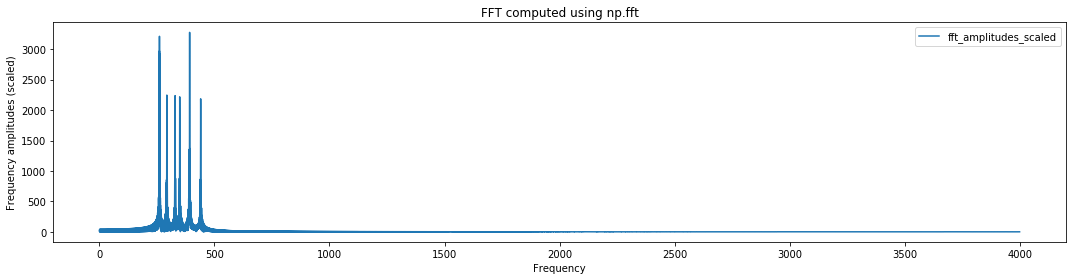 FFT computed using np.fft
fft_amplitudes_scaled
Frequency amplitudes (scaled)
3000
2500
2000
1500
1000
500
0
0 500 1000 1500 2000 2500 3000 3500 4000
Frequency